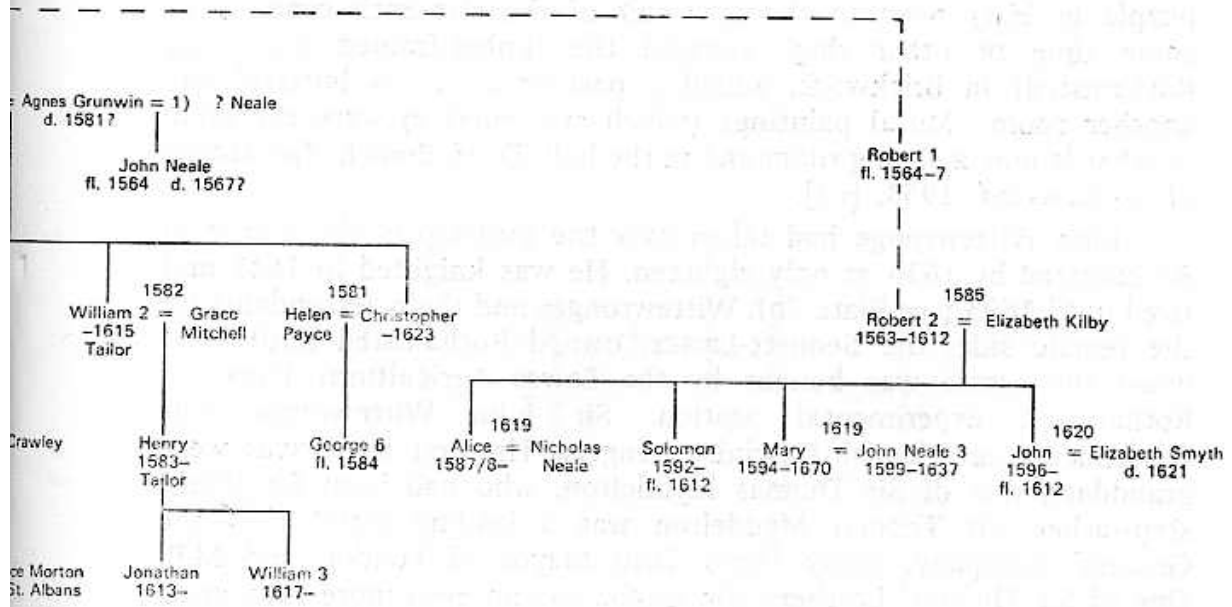 = Agnes Grunwin = 1) ? Neale
d. 1581?
John Neale
fl. 1564 d. 1567?
Robert 1
fl. 1564–7
1582
William 2 = Grace Mitchell
–1615
Tailor
1581
Helen Payce = Christopher
–1623
1585
Robert 2 = Elizabeth Kilby
1563–1612
Crawley
Henry
1583–
Tailor
George 6
fl. 1584
1619
Alice = Nicholas Neale
1587/8–
Solomon
1592–
fl. 1612
1619
Mary = John Neale 3
1594–1670 1599–1637
1620
John = Elizabeth Smyth
1596– d. 1621
fl. 1612
Morton
St. Albans
Jonathan
1613–
William 3
1617–